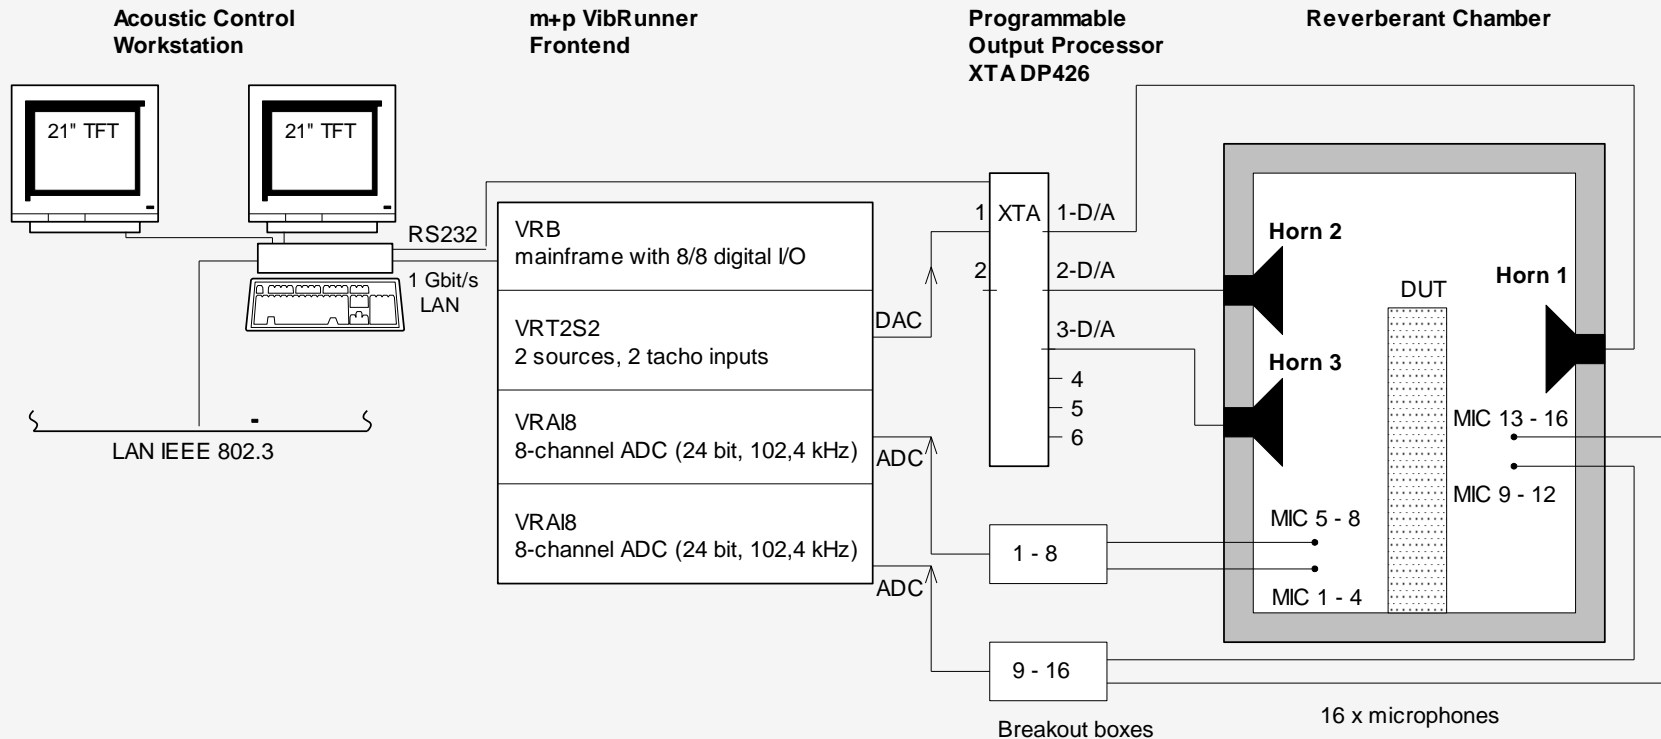 Acoustic Control
Workstation
m+p VibRunner
Frontend
Programmable
Output Processor
XTA DP426
Reverberant Chamber
21" TFT
21" TFT
RS232
1 Gbit/s
LAN
LAN IEEE 802.3
VRB
mainframe with 8/8 digital I/O
VRT2S2
2 sources, 2 tacho inputs
VRAI8
8-channel ADC (24 bit, 102,4 kHz)
VRAI8
8-channel ADC (24 bit, 102,4 kHz)
DAC
ADC
ADC
1
XTA
1-D/A
2
2-D/A
3-D/A
4
5
6
1 - 8
9 - 16
Breakout boxes
Horn 2
Horn 3
DUT
Horn 1
MIC 13 - 16
MIC 9 - 12
MIC 5 - 8
MIC 1 - 4
16 x microphones